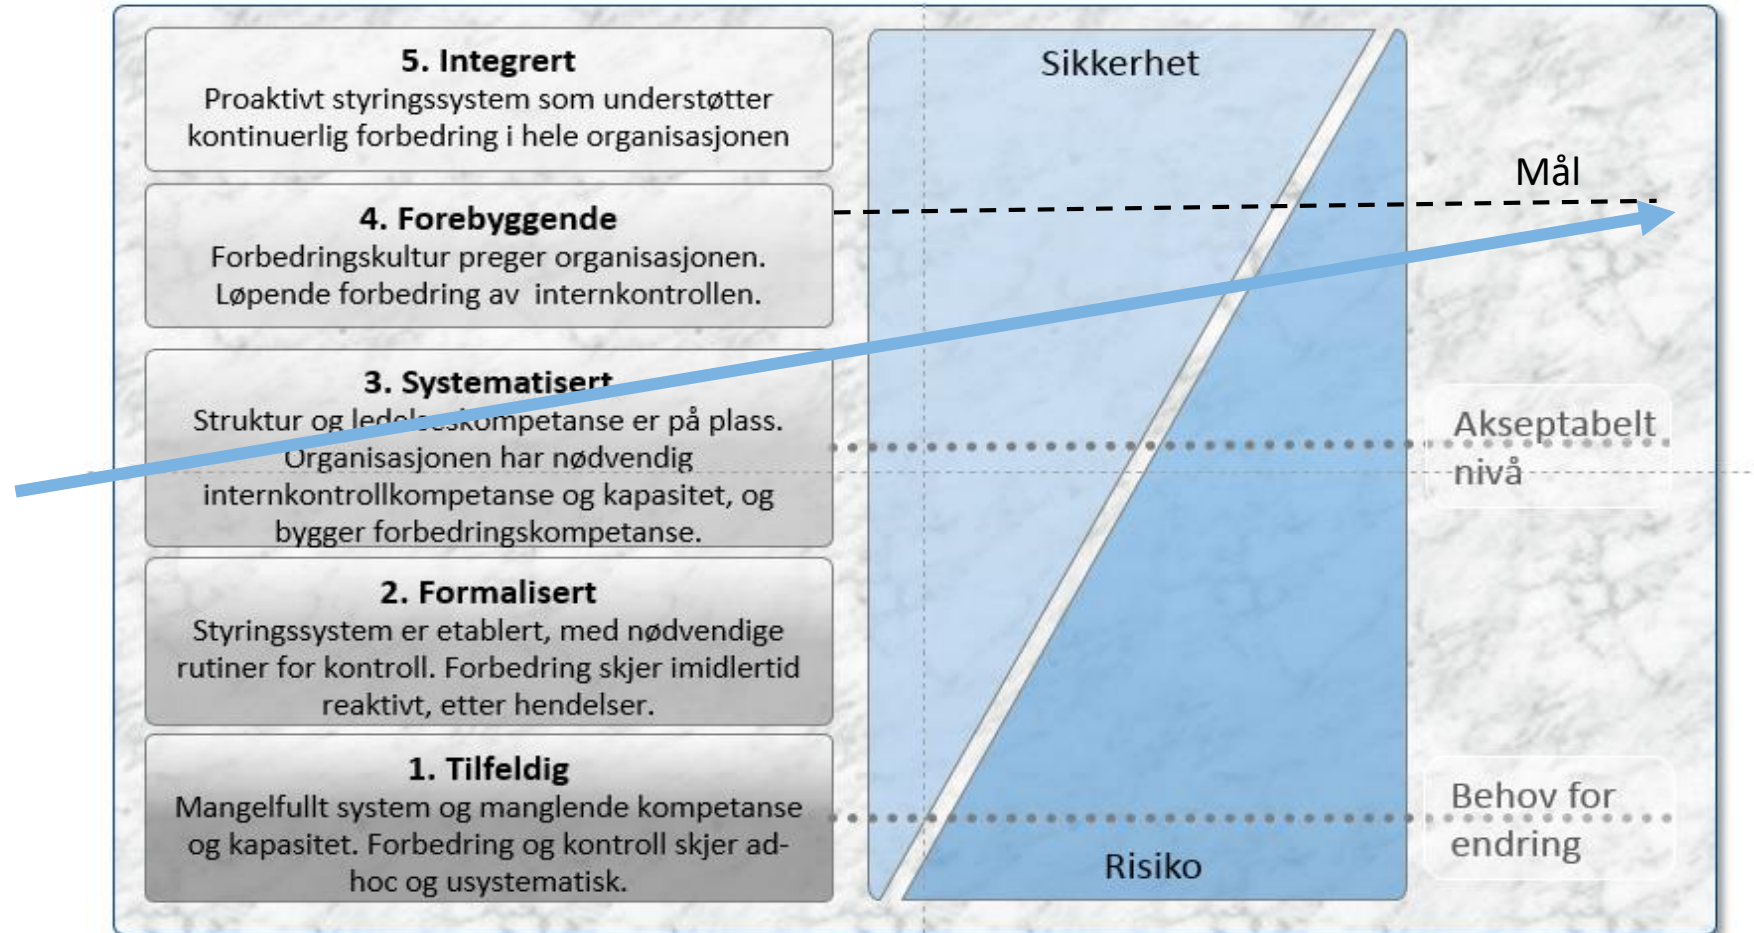 5. Integrert
Proaktivt styringssystem som understøtter
kontinuerlig forbedring i hele organisasjonen
4. Forebyggende
Forbedringskultur preger organisasjonen.
Løpende forbedring av  internkontrollen.
3. Systematisert
Struktur og ledelseskompetanse er på plass.
Organisasjonen har nødvendig
internkontrollkompetanse og kapasitet, og
bygger forbedringskompetanse.
2. Formalisert
Styringssystem er etablert, med nødvendige
rutiner for kontroll. Forbedring skjer imidlertid
reaktivt, etter hendelser.
1. Tilfeldig
Mangelfullt system og manglende kompetanse
og kapasitet. Forbedring og kontroll skjer ad-
hoc og usystematisk.
Sikkerhet
Risiko
Mål
Akseptabelt
nivå
Behov for
endring